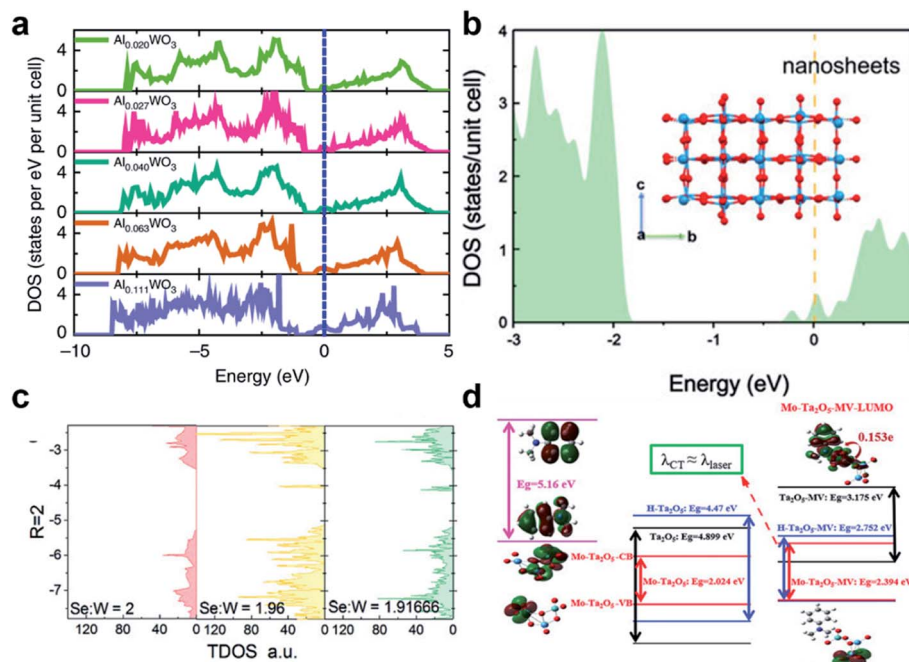 a
DOS (states per eV per unit cell)
Al0.020WO3
4
2
0
Al0.027WO3
4
2
0
Al0.040WO3
4
2
0
Al0.063WO3
4
2
0
Al0.111WO3
4
2
0
−10 −5 0 5
Energy (eV)
b
DOS (states/unit cell)
4
3
2
1
0
nanosheets
c
a b
-3 -2 -1 0
Energy (eV)
c
R=2
-3
-4
-5
-6
-7
Se:W = 2
Se:W = 1.96
Se:W = 1.91666
120 80 40 0
120 80 40 0
120 80 40 0
TDOS a.u.
d
Eg=5.16 eV
λCT ≈ λlaser
Mo-Ta2O5-MV-LUMO
0.153e
H-Ta2O5: Eg=4.47 eV
Ta2O5: Eg=4.899 eV
Mo-Ta2O5-CB
Mo-Ta2O5: Eg=2.024 eV
Mo-Ta2O5-VB
Ta2O5-MV: Eg=3.175 eV
H-Ta2O5-MV: Eg=2.752 eV
Mo-Ta2O5-MV: Eg=2.394 eV